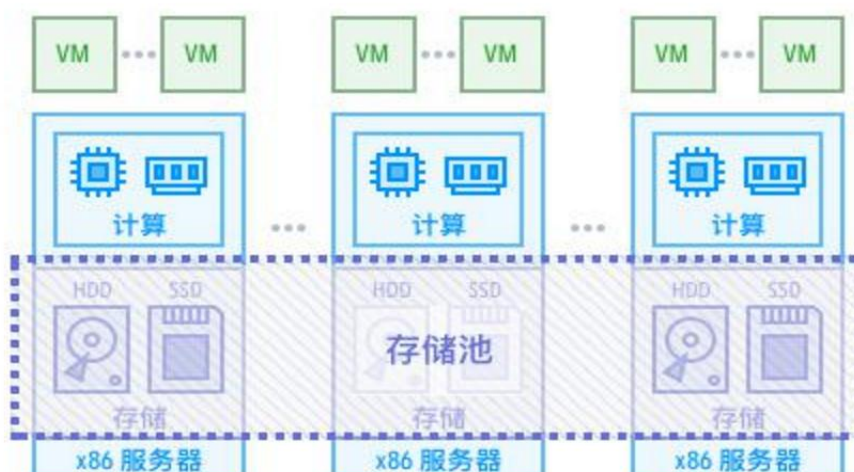 VM ··· VM VM ··· VM VM ··· VM
计算 计算 计算
... ...
HDD SSD HDD SSD HDD SSD
存储池
存储 存储 存储
x86 服务器 x86 服务器 x86 服务器